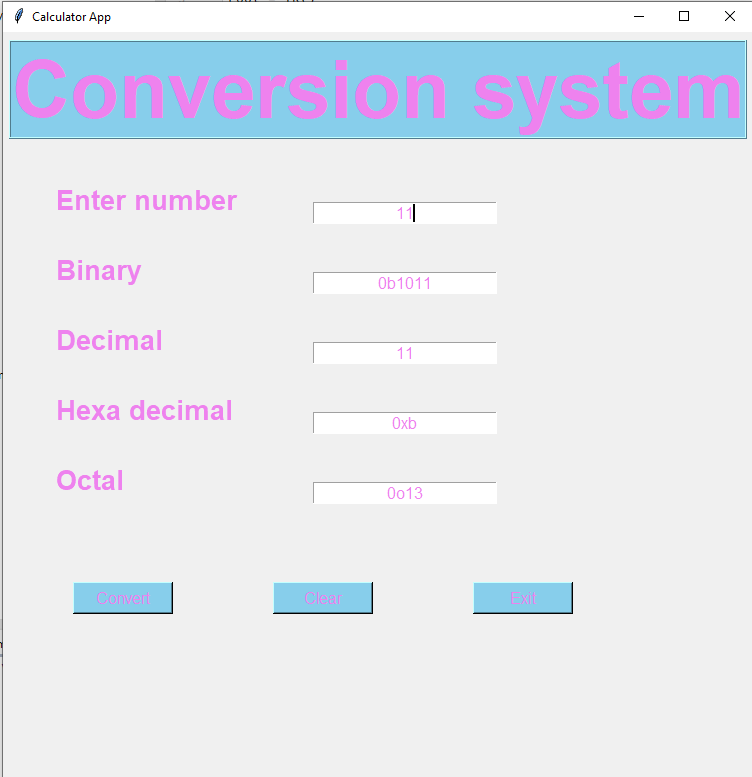 Calculator App
Conversion system
Enter number
11
Binary
0b1011
Decimal
11
Hexa decimal
0xb
Octal
0o13
Convert Clear Exit